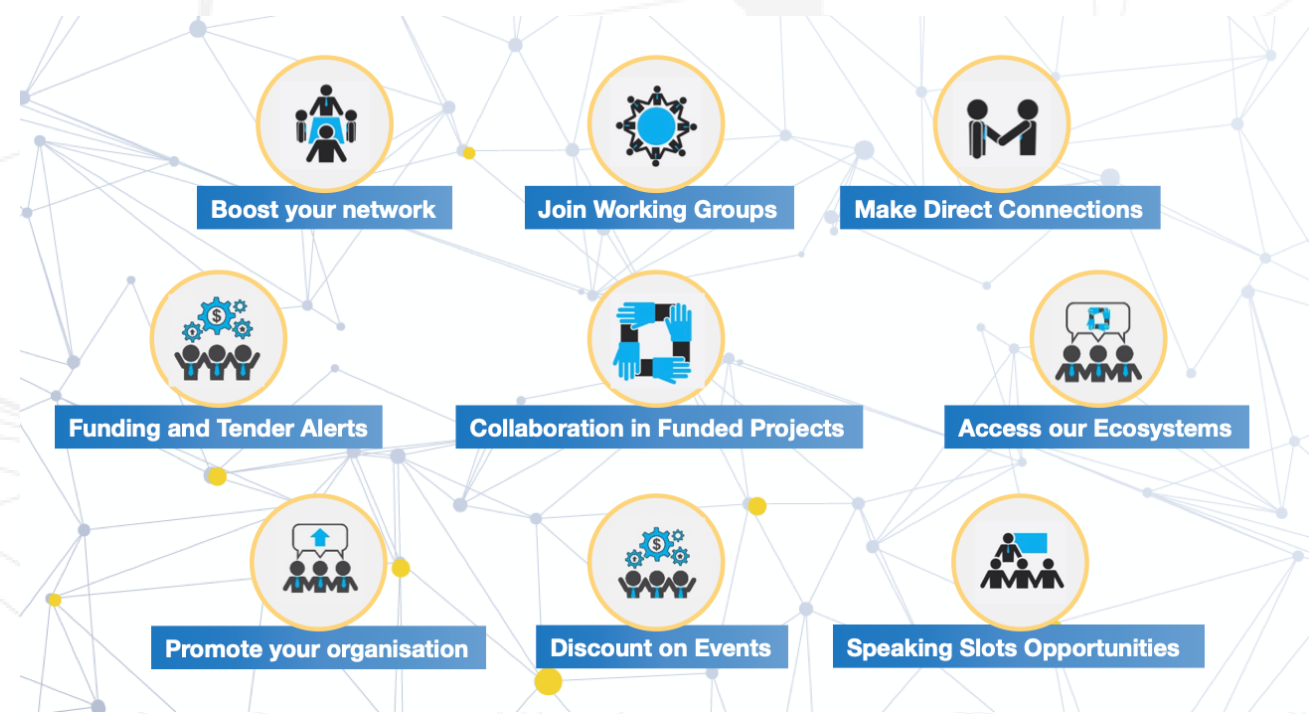 Boost your network
Join Working Groups
Make Direct Connections
$
Funding and Tender Alerts
Collaboration in Funded Projects
Access our Ecosystems
$
Promote your organisation
Discount on Events
Speaking Slots Opportunities